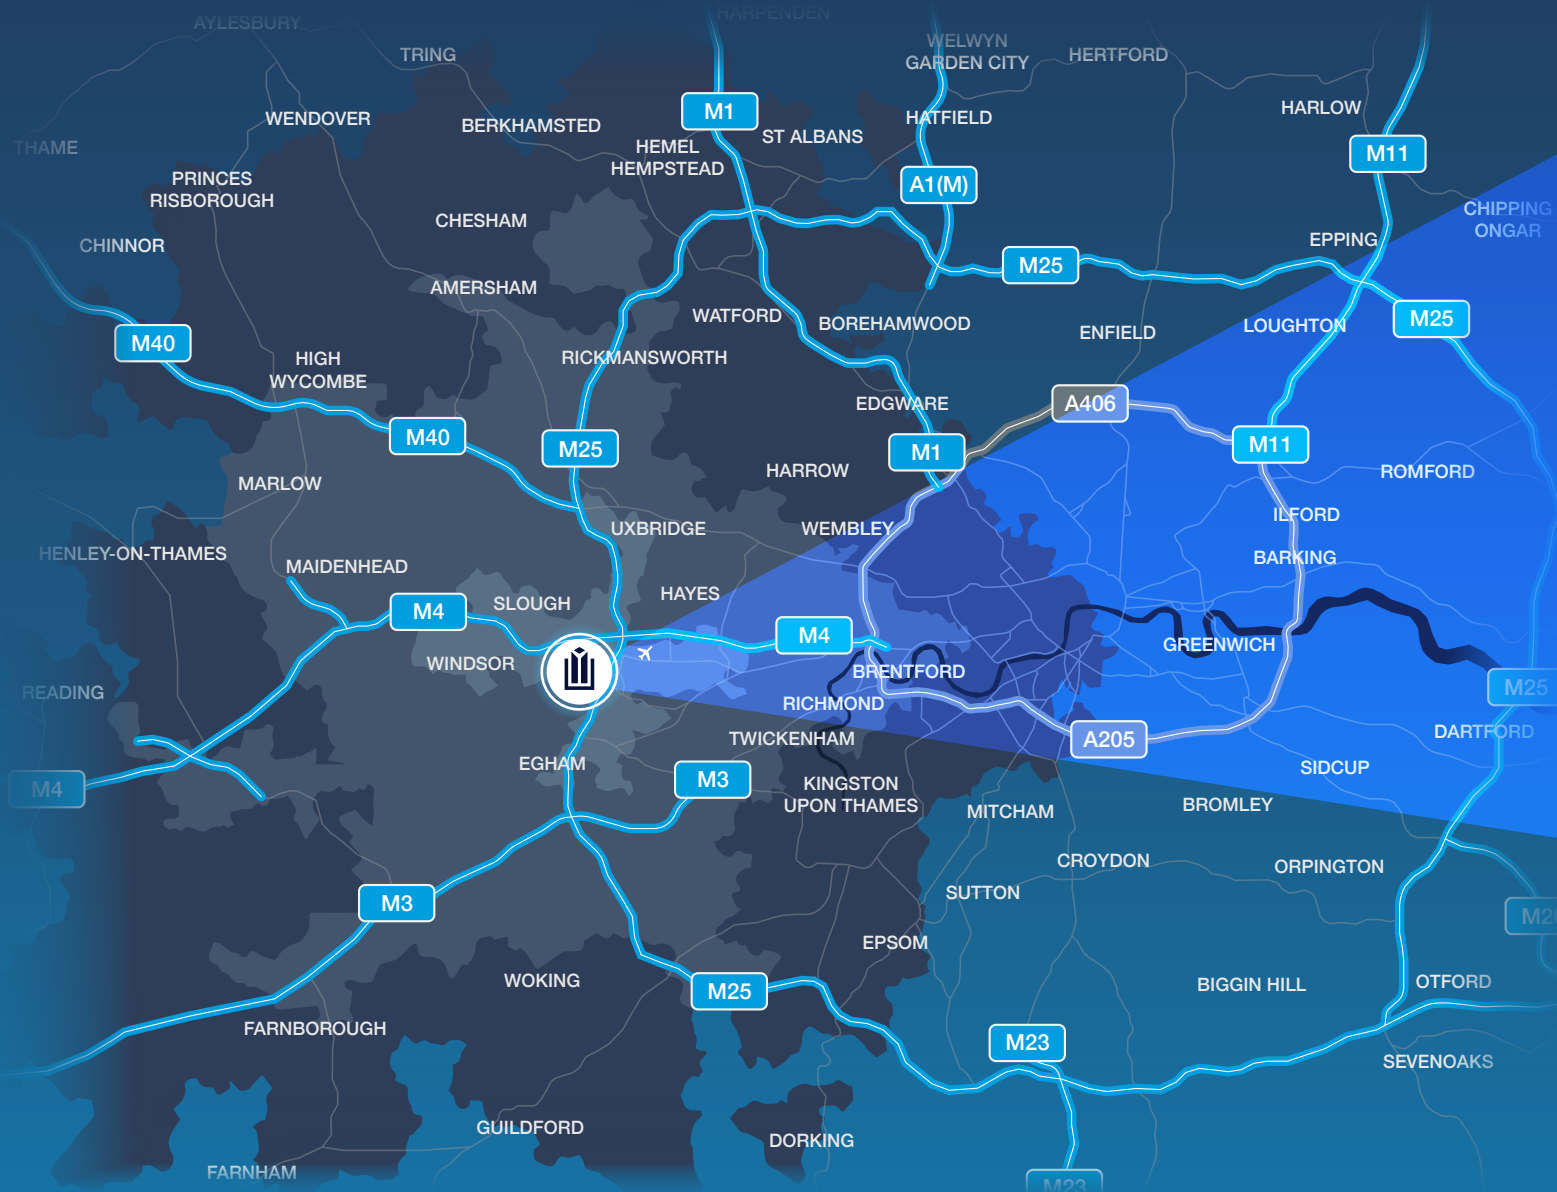 HARPENDEN
AYLESBURY
TRING
WELWYN
GARDEN CITY
HERTFORD
M1
HARLOW
WENDOVER
BERKHAMSTED
ST ALBANS
HATFIELD
THAME
HEMEL
HEMPSTEAD
M11
PRINCES
RISBOROUGH
A1(M)
CHESHAM
CHIPPING
ONGAR
CHINNOR
EPPING
M25
AMERSHAM
WATFORD
BOREHAMWOOD
ENFIELD
LOUGHTON
M25
M40
HIGH
WYCOMBE
RICKMANSWORTH
EDGWARE
A406
M40
M25
M1
M11
MARLOW
HARROW
ROMFORD
UXBRIDGE
WEMBLEY
ILFORD
HENLEY-ON-THAMES
MAIDENHEAD
BARKING
M4
SLOUGH
HAYES
M4
GREENWICH
WINDSOR
BRENTFORD
READING
M25
RICHMOND
TWICKENHAM
A205
DARTFORD
EGHAM
M3
SIDCUP
M4
KINGSTON
UPON THAMES
MITCHAM
BROMLEY
CROYDON
ORPINGTON
M3
SUTTON
EPSOM
WOKING
M25
BIGGIN HILL
OTFORD
FARNBOROUGH
M23
SEVENOAKS
GUILDFORD
DORKING
FARNHAM
M23